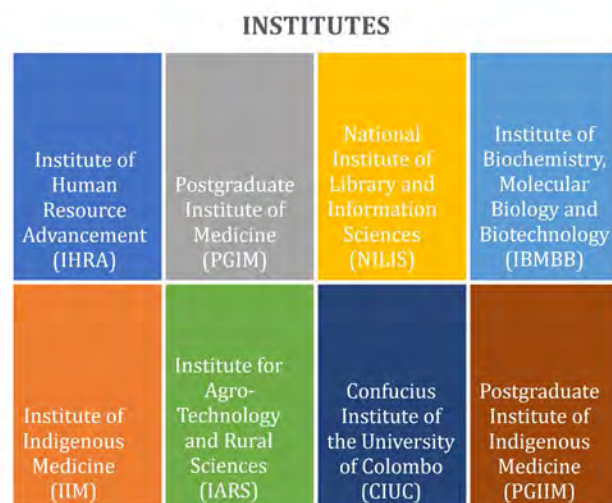 INSTITUTES
Institute of
Human
Resource
Advancement
(IHRA)
Postgraduate
Institute of
Medicine
(PGIM)
National
Institute of
Library and
Information
Sciences
(NILIS)
Institute of
Biochemistry,
Molecular
Biology and
Biotechnology
(IBMBB)
Institute of
Indigenous
Medicine
(IIM)
Institute for
Agro-
Technology
and Rural
Sciences
(IARS)
Confucius
Institute of
the University
of Colombo
(CIUC)
Postgraduate
Institute of
Indigenous
Medicine
(PGIIM)